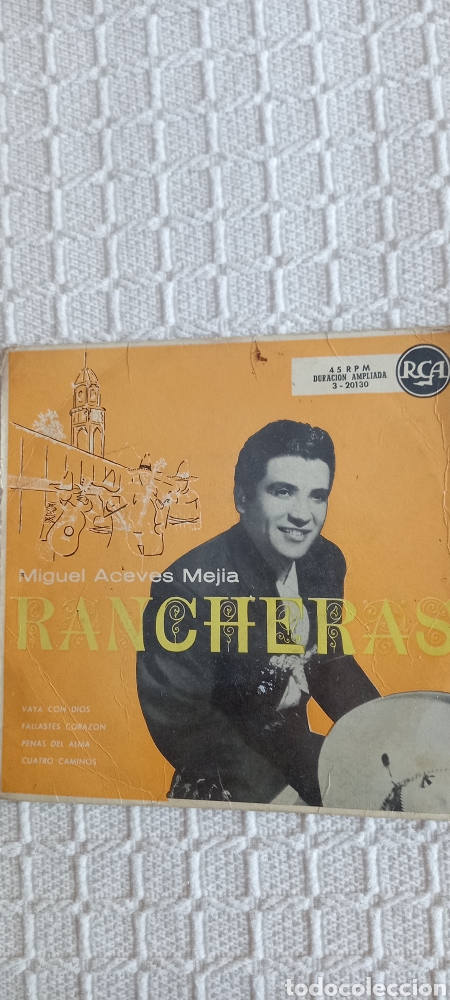 45 RPM
DURACION AMPLIADA
3-20130
RCA
Miguel Aceves Mejia
RANCHERAS
VAYA CON DIOS
FALLASTES CORAZON
PENAS DEL ALMA
CUATRO CAMINOS
todocoleccion